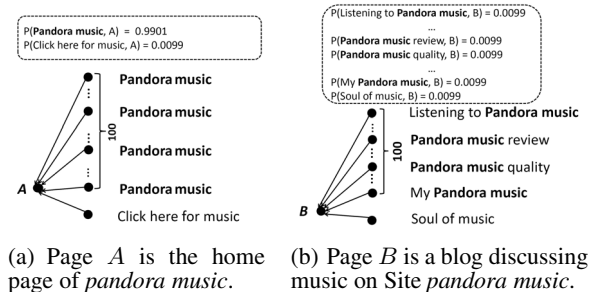 P(Pandora music, A) = 0.9901
P(Click here for music, A) = 0.0099
Pandora music
Pandora music
100
Pandora music
Pandora music
A
Click here for music
(a) Page A is the home
page of pandora music.
P(Listening to Pandora music, B) = 0.0099
...
P(Pandora music review, B) = 0.0099
P(Pandora music quality, B) = 0.0099
...
P(My Pandora music, B) = 0.0099
P(Soul of music, B) = 0.0099
Listening to Pandora music
Pandora music review
100
Pandora music quality
My Pandora music
B
Soul of music
(b) Page B is a blog discussing
music on Site pandora music.